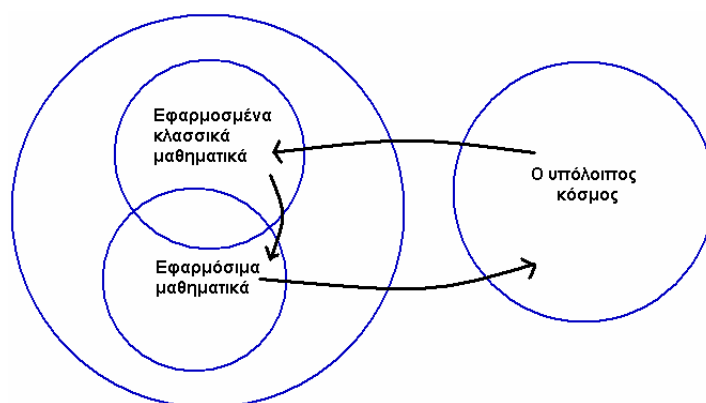 Εφαρμοσμένα
κλασσικά
μαθηματικά
Ο υπόλοιπος
κόσμος
Εφαρμόσιμα
μαθηματικά